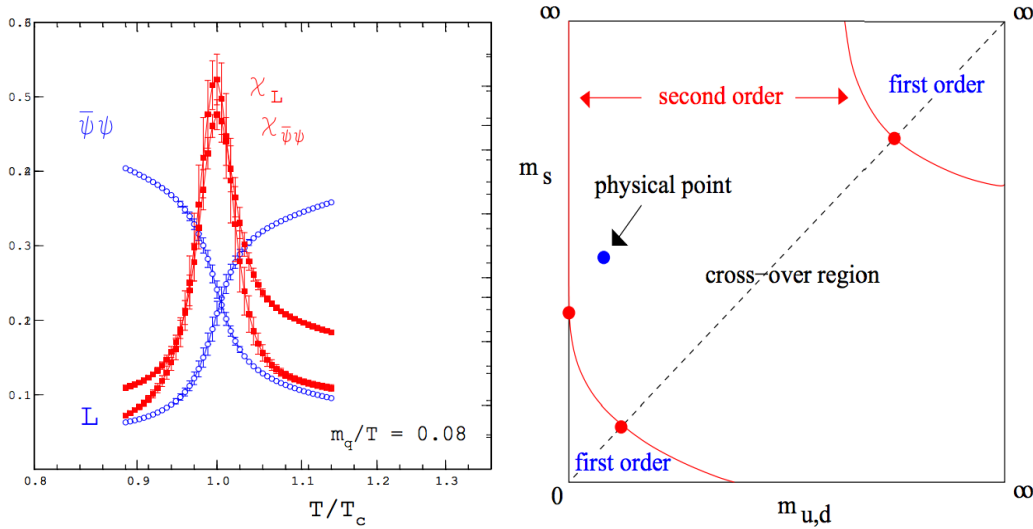 0.5
0.3
0.2
0.1
0.8 0.9 1.0 1.1 1.2 1.3
ψ̄ψ
χ_L
χ_ψ̄ψ
L
m_q/T = 0.08
T/T_c
∞
∞
first order
second order
m_s
physical point
cross-over region
first order
0
m_u,d
∞